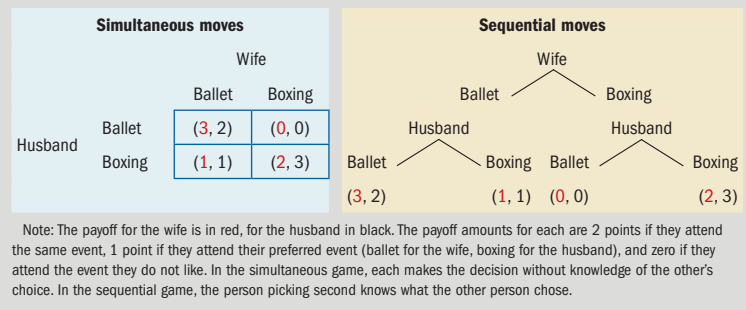 Simultaneous moves
Wife
Ballet Boxing
Husband
Ballet (3, 2) (0, 0)
Boxing (1, 1) (2, 3)
Sequential moves
Wife
Ballet Boxing
Husband Husband
Ballet Boxing Ballet Boxing
(3, 2) (1, 1) (0, 0) (2, 3)
Note: The payoff for the wife is in red, for the husband in black. The payoff amounts for each are 2 points if they attend
the same event, 1 point if they attend their preferred event (ballet for the wife, boxing for the husband), and zero if they
attend the event they do not like. In the simultaneous game, each makes the decision without knowledge of the other’s
choice. In the sequential game, the person picking second knows what the other person chose.